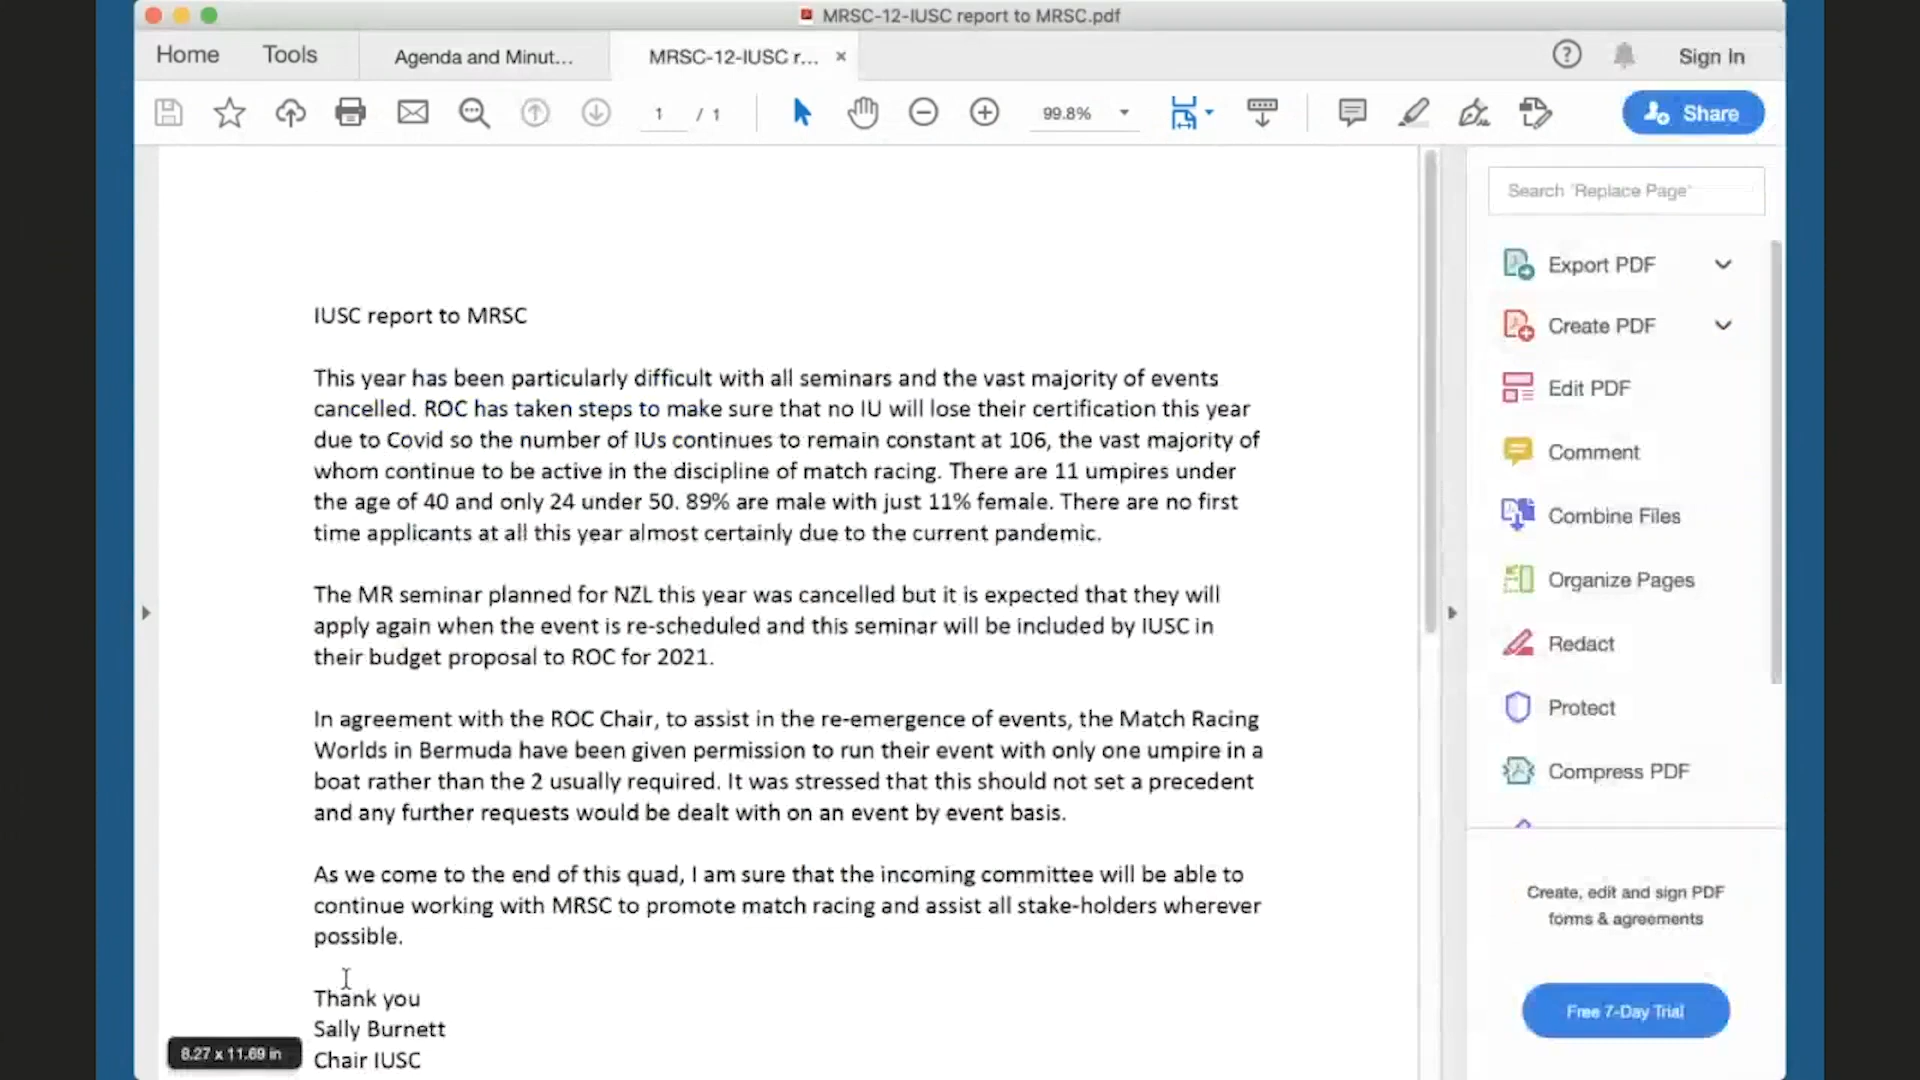 MRSC-12-IUSC report to MRSC.pdf
Home
Tools
Agenda and Minut...
MRSC-12-IUSC r...
×
?
Sign In
1
/ 1
99.8%
Share
Search 'Replace Page'
Export PDF
Create PDF
Edit PDF
Comment
Combine Files
Organize Pages
Redact
Protect
Compress PDF
Create, edit and sign PDF
forms & agreements
Free 7-Day Trial
IUSC report to MRSC
This year has been particularly difficult with all seminars and the vast majority of events
cancelled. ROC has taken steps to make sure that no IU will lose their certification this year
due to Covid so the number of IUs continues to remain constant at 106, the vast majority of
whom continue to be active in the discipline of match racing. There are 11 umpires under
the age of 40 and only 24 under 50. 89% are male with just 11% female. There are no first
time applicants at all this year almost certainly due to the current pandemic.
The MR seminar planned for NZL this year was cancelled but it is expected that they will
apply again when the event is re-scheduled and this seminar will be included by IUSC in
their budget proposal to ROC for 2021.
In agreement with the ROC Chair, to assist in the re-emergence of events, the Match Racing
Worlds in Bermuda have been given permission to run their event with only one umpire in a
boat rather than the 2 usually required. It was stressed that this should not set a precedent
and any further requests would be dealt with on an event by event basis.
As we come to the end of this quad, I am sure that the incoming committee will be able to
continue working with MRSC to promote match racing and assist all stake-holders wherever
possible.
Thank you
Sally Burnett
Chair IUSC
8.27 x 11.69 in